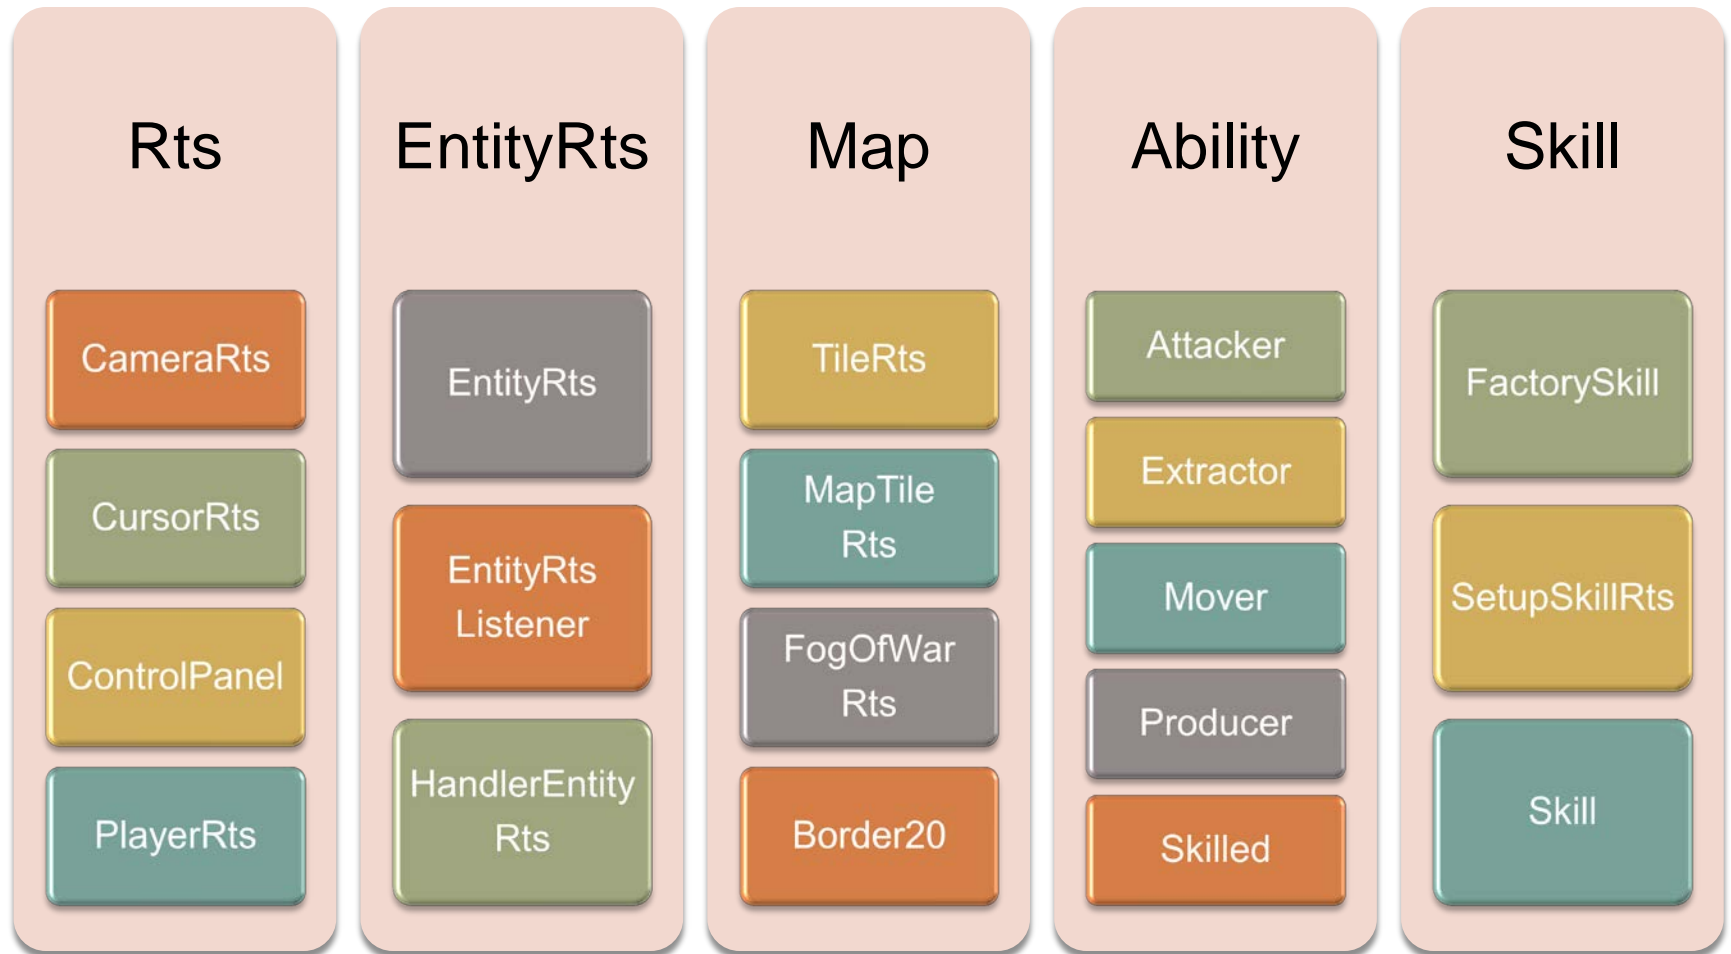 Rts
CameraRts
CursorRts
ControlPanel
PlayerRts
EntityRts
EntityRts
EntityRts
Listener
HandlerEntity
Rts
Map
TileRts
MapTile
Rts
FogOfWar
Rts
Border20
Ability
Attacker
Extractor
Mover
Producer
Skilled
Skill
FactorySkill
SetupSkillRts
Skill